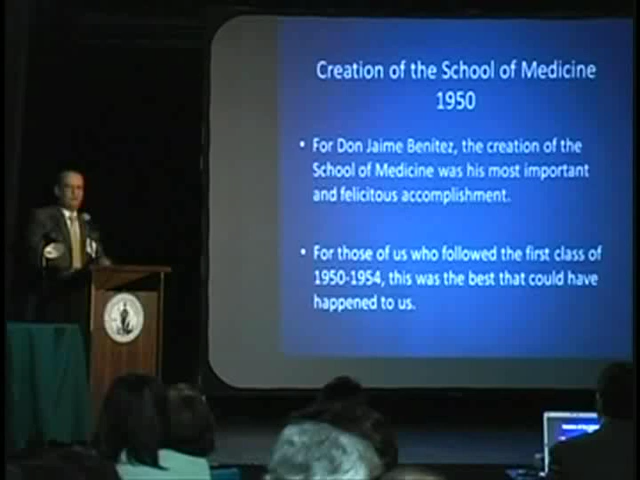 Creation of the School of Medicine
1950
• For Don Jaime Benítez, the creation of the
School of Medicine was his most important
and felicitous accomplishment.
• For those of us who followed the first class of
1950-1954, this was the best that could have
happened to us.